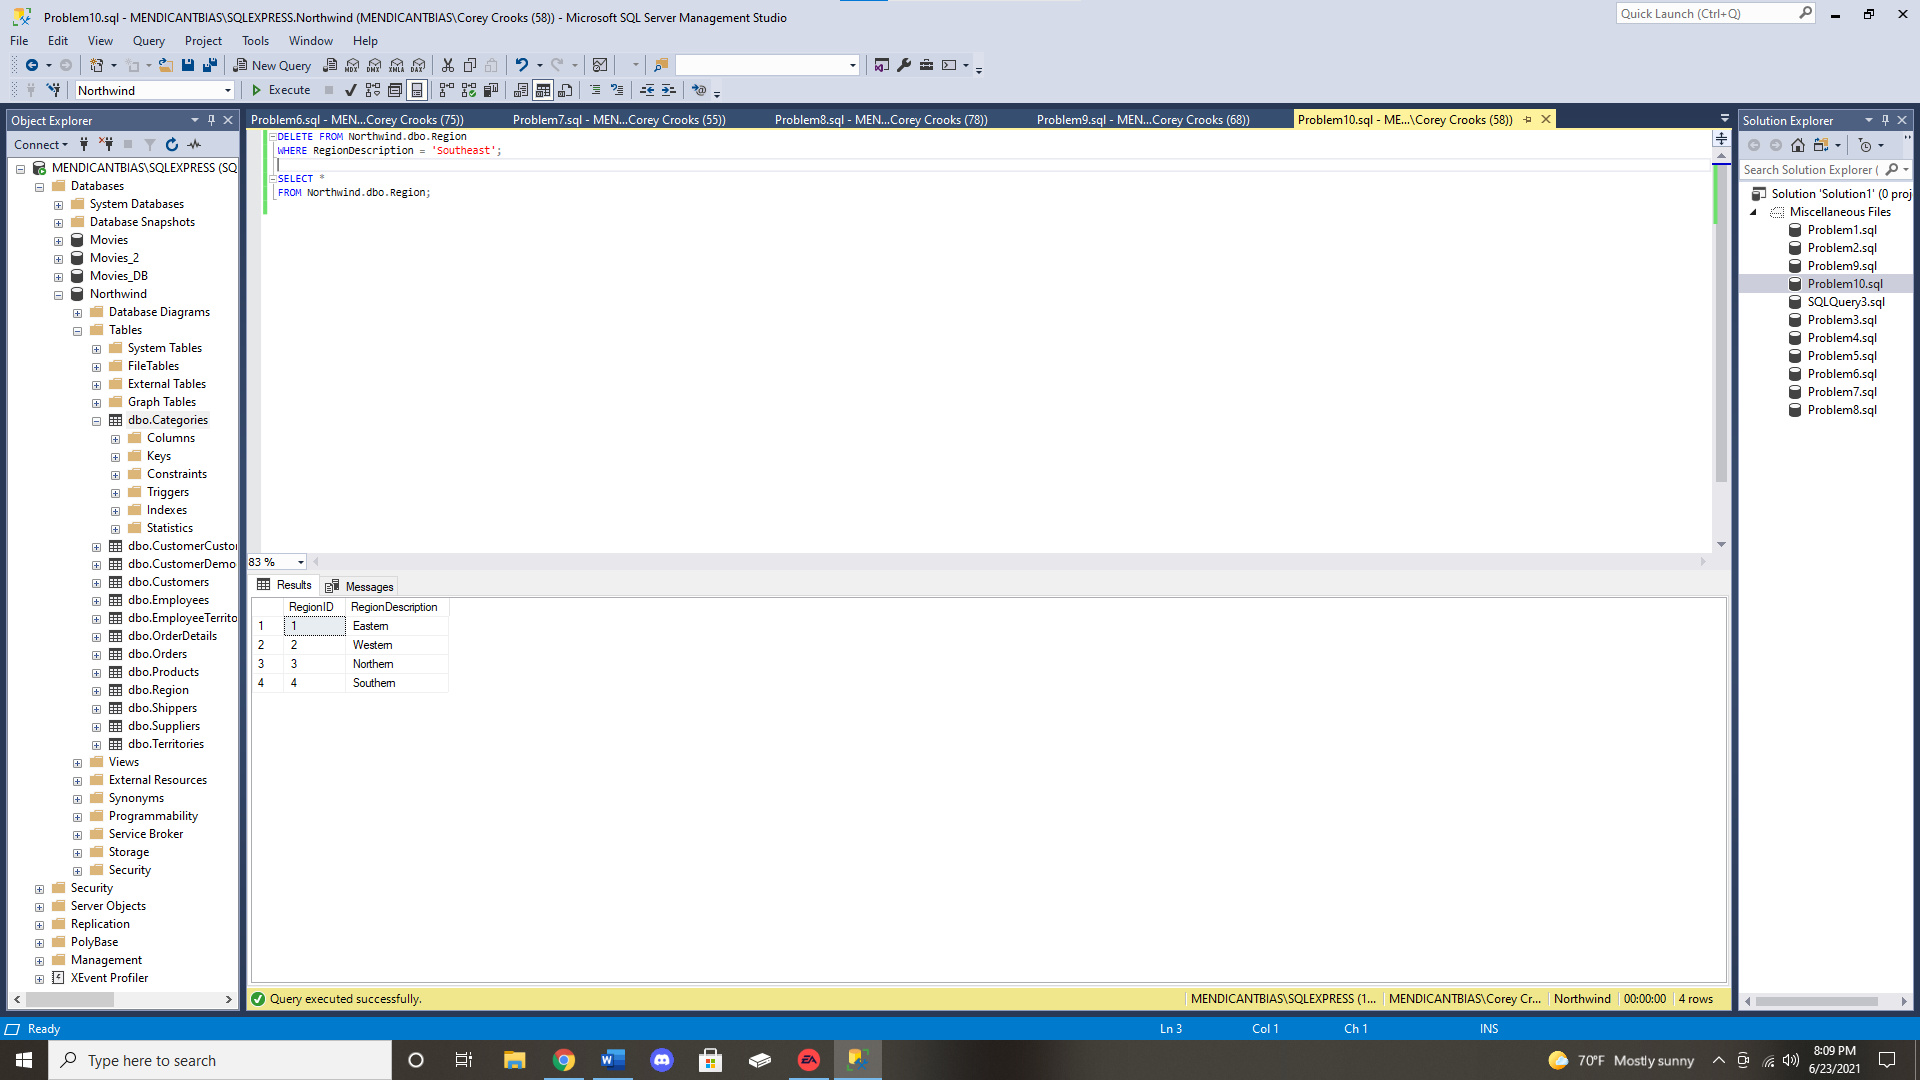 Problem10.sql - MENDICANTBIAS\SQLEXPRESS.Northwind (MENDICANTBIAS\Corey Crooks (58)) - Microsoft SQL Server Management Studio
Quick Launch (Ctrl+Q)
File Edit View Query Project Tools Window Help
New Query
MDX DMX XMLA DAX
Northwind
Execute
Object Explorer
Connect
MENDICANTBIAS\SQLEXPRESS (SQ
Databases
System Databases
Database Snapshots
Movies
Movies_2
Movies_DB
Northwind
Database Diagrams
Tables
System Tables
FileTables
External Tables
Graph Tables
dbo.Categories
Columns
Keys
Constraints
Triggers
Indexes
Statistics
dbo.CustomerCusto
dbo.CustomerDemo
dbo.Customers
dbo.Employees
dbo.EmployeeTerrito
dbo.OrderDetails
dbo.Orders
dbo.Products
dbo.Region
dbo.Shippers
dbo.Suppliers
dbo.Territories
Views
External Resources
Synonyms
Programmability
Service Broker
Storage
Security
Security
Server Objects
Replication
PolyBase
Management
XEvent Profiler
Problem6.sql - MEN...Corey Crooks (75))
Problem7.sql - MEN...Corey Crooks (55))
Problem8.sql - MEN...Corey Crooks (78))
Problem9.sql - MEN...Corey Crooks (68))
Problem10.sql - ME...\Corey Crooks (58))
DELETE FROM Northwind.dbo.Region
WHERE RegionDescription = 'Southeast';
SELECT *
FROM Northwind.dbo.Region;
83 %
Results Messages
RegionID RegionDescription
1 1 Eastern
2 2 Western
3 3 Northern
4 4 Southern
Query executed successfully.
MENDICANTBIAS\SQLEXPRESS (1... MENDICANTBIAS\Corey Cr... Northwind 00:00:00 4 rows
Solution Explorer
Search Solution Explorer (
Solution 'Solution1' (0 proj
Miscellaneous Files
Problem1.sql
Problem2.sql
Problem9.sql
Problem10.sql
SQLQuery3.sql
Problem3.sql
Problem4.sql
Problem5.sql
Problem6.sql
Problem7.sql
Problem8.sql
Ready Ln 3 Col 1 Ch 1 INS
Type here to search
EA
70°F Mostly sunny
8:09 PM
6/23/2021